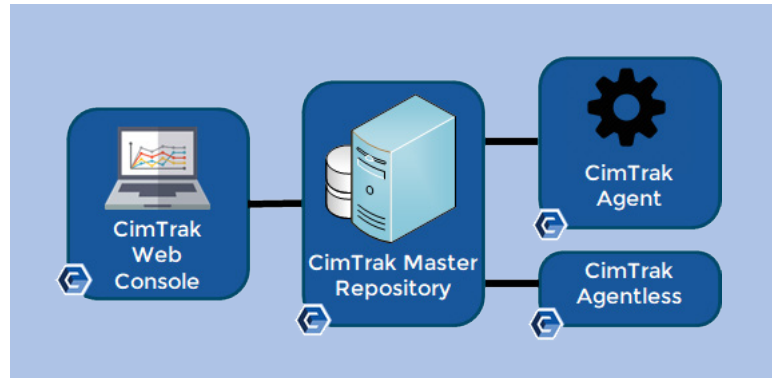 CimTrak
Web
Console
CimTrak Master
Repository
CimTrak
Agent
CimTrak
Agentless